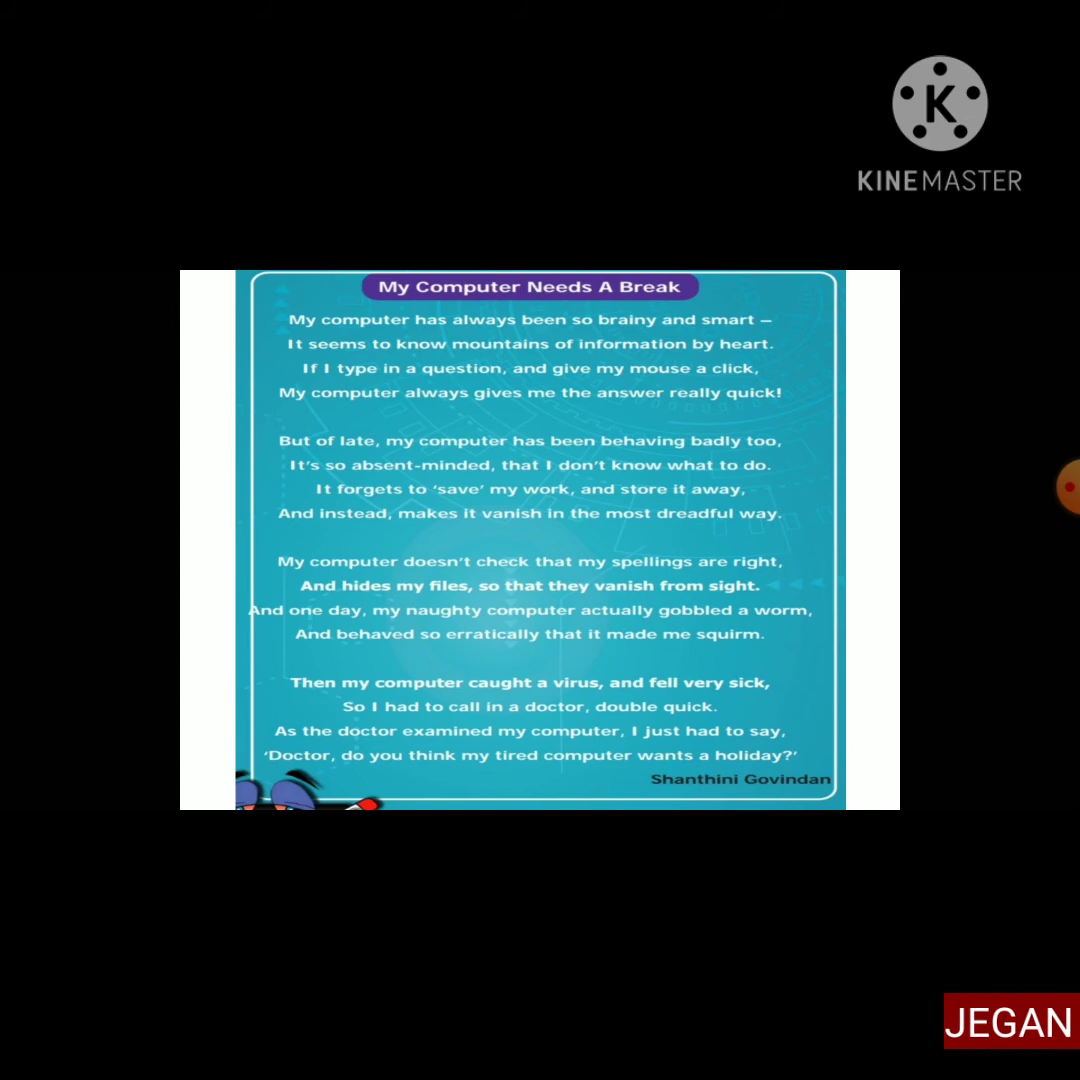 K
KINEMASTER
My Computer Needs A Break
My computer has always been so brainy and smart –
It seems to know mountains of information by heart.
If I type in a question, and give my mouse a click,
My computer always gives me the answer really quick!
But of late, my computer has been behaving badly too,
It's so absent-minded, that I don't know what to do.
It forgets to ‘save’ my work, and store it away,
And instead, makes it vanish in the most dreadful way.
My computer doesn't check that my spellings are right,
And hides my files, so that they vanish from sight.
And one day, my naughty computer actually gobbled a worm,
And behaved so erratically that it made me squirm.
Then my computer caught a virus, and fell very sick,
So I had to call in a doctor, double quick.
As the doctor examined my computer, I just had to say,
‘Doctor, do you think my tired computer wants a holiday?’
Shanthini Govindan
JEGAN